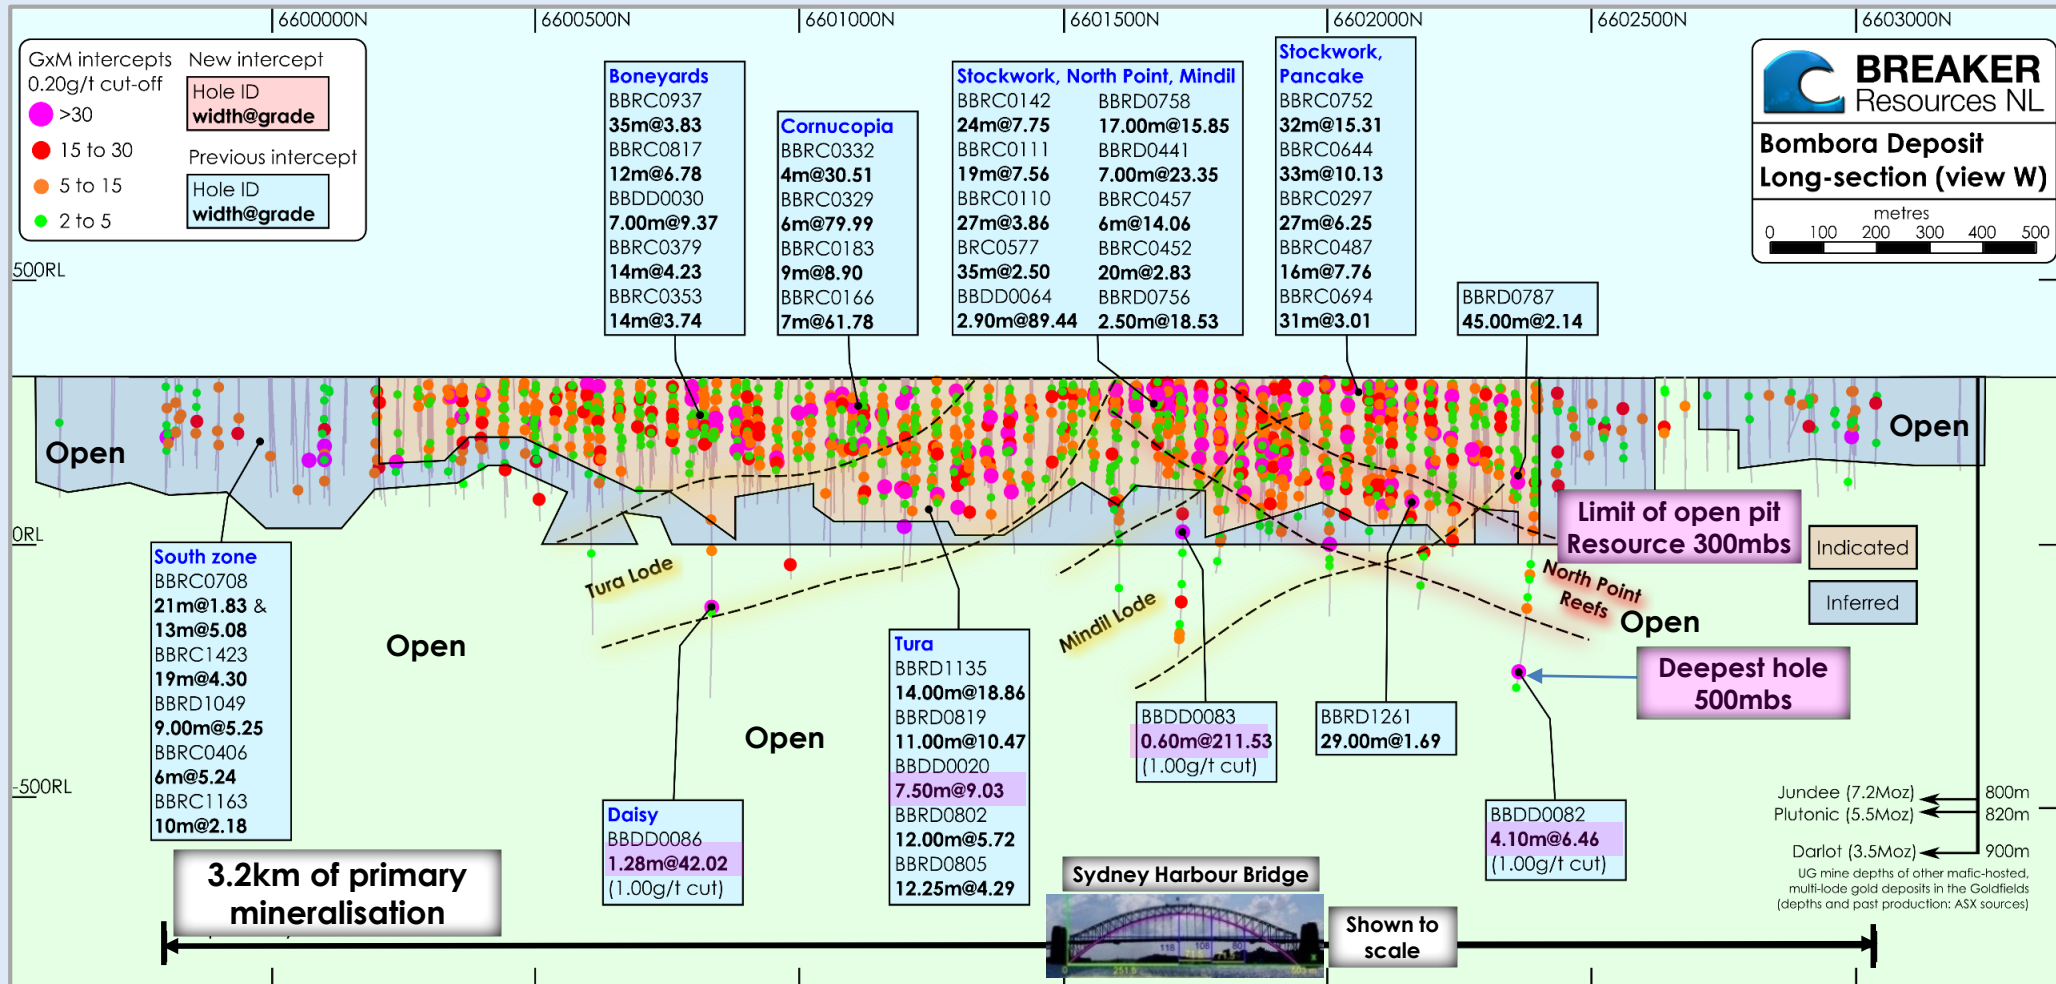 6600000N
6600500N
6601000N
6601500N
6602000N
6602500N
6603000N
GxM intercepts
0.20g/t cut-off
>30
15 to 30
5 to 15
2 to 5
New intercept
Hole ID
width@grade
Previous intercept
Hole ID
width@grade
Boneyards
BBRC0937
35m@3.83
BBRC0817
12m@6.78
BBDD0030
7.00m@9.37
BBRC0379
14m@4.23
BBRC0353
14m@3.74
Cornucopia
BBRC0332
4m@30.51
BBRC0329
6m@79.99
BBRC0183
9m@8.90
BBRC0166
7m@61.78
Stockwork, North Point, Mindil
BBRC0142
24m@7.75
BBRC0111
19m@7.56
BBRC0110
27m@3.86
BRC0577
35m@2.50
BBDD0064
2.90m@89.44
BBRD0758
17.00m@15.85
BBRD0441
7.00m@23.35
BBRC0457
6m@14.06
BBRC0452
20m@2.83
BBRD0756
2.50m@18.53
Stockwork,
Pancake
BBRC0752
32m@15.31
BBRC0644
33m@10.13
BBRC0297
27m@6.25
BBRC0487
16m@7.76
BBRC0694
31m@3.01
BBRD0787
45.00m@2.14
BREAKER
Resources NL
Bombora Deposit
Long-section (view W)
metres
0 100 200 300 400 500
500RL
0RL
-500RL
Open
Open
Limit of open pit
Resource 300mbs
Indicated
Inferred
Tura Lode
Mindil Lode
North Point
Reefs
Open
Open
Open
Deepest hole
500mbs
South zone
BBRC0708
21m@1.83 &
13m@5.08
BBRC1423
19m@4.30
BBRD1049
9.00m@5.25
BBRC0406
6m@5.24
BBRC1163
10m@2.18
Daisy
BBDD0086
1.28m@42.02
(1.00g/t cut)
Tura
BBRD1135
14.00m@18.86
BBRD0819
11.00m@10.47
BBDD0020
7.50m@9.03
BBRD0802
12.00m@5.72
BBRD0805
12.25m@4.29
BBDD0083
0.60m@211.53
(1.00g/t cut)
BBRD1261
29.00m@1.69
BBDD0082
4.10m@6.46
(1.00g/t cut)
Jundee (7.2Moz) 800m
Plutonic (5.5Moz) 820m
Darlot (3.5Moz) 900m
UG mine depths of other mafic-hosted,
multi-lode gold deposits in the Goldfields
(depths and past production: ASX sources)
3.2km of primary
mineralisation
Sydney Harbour Bridge
118 108 80
Shown to
scale